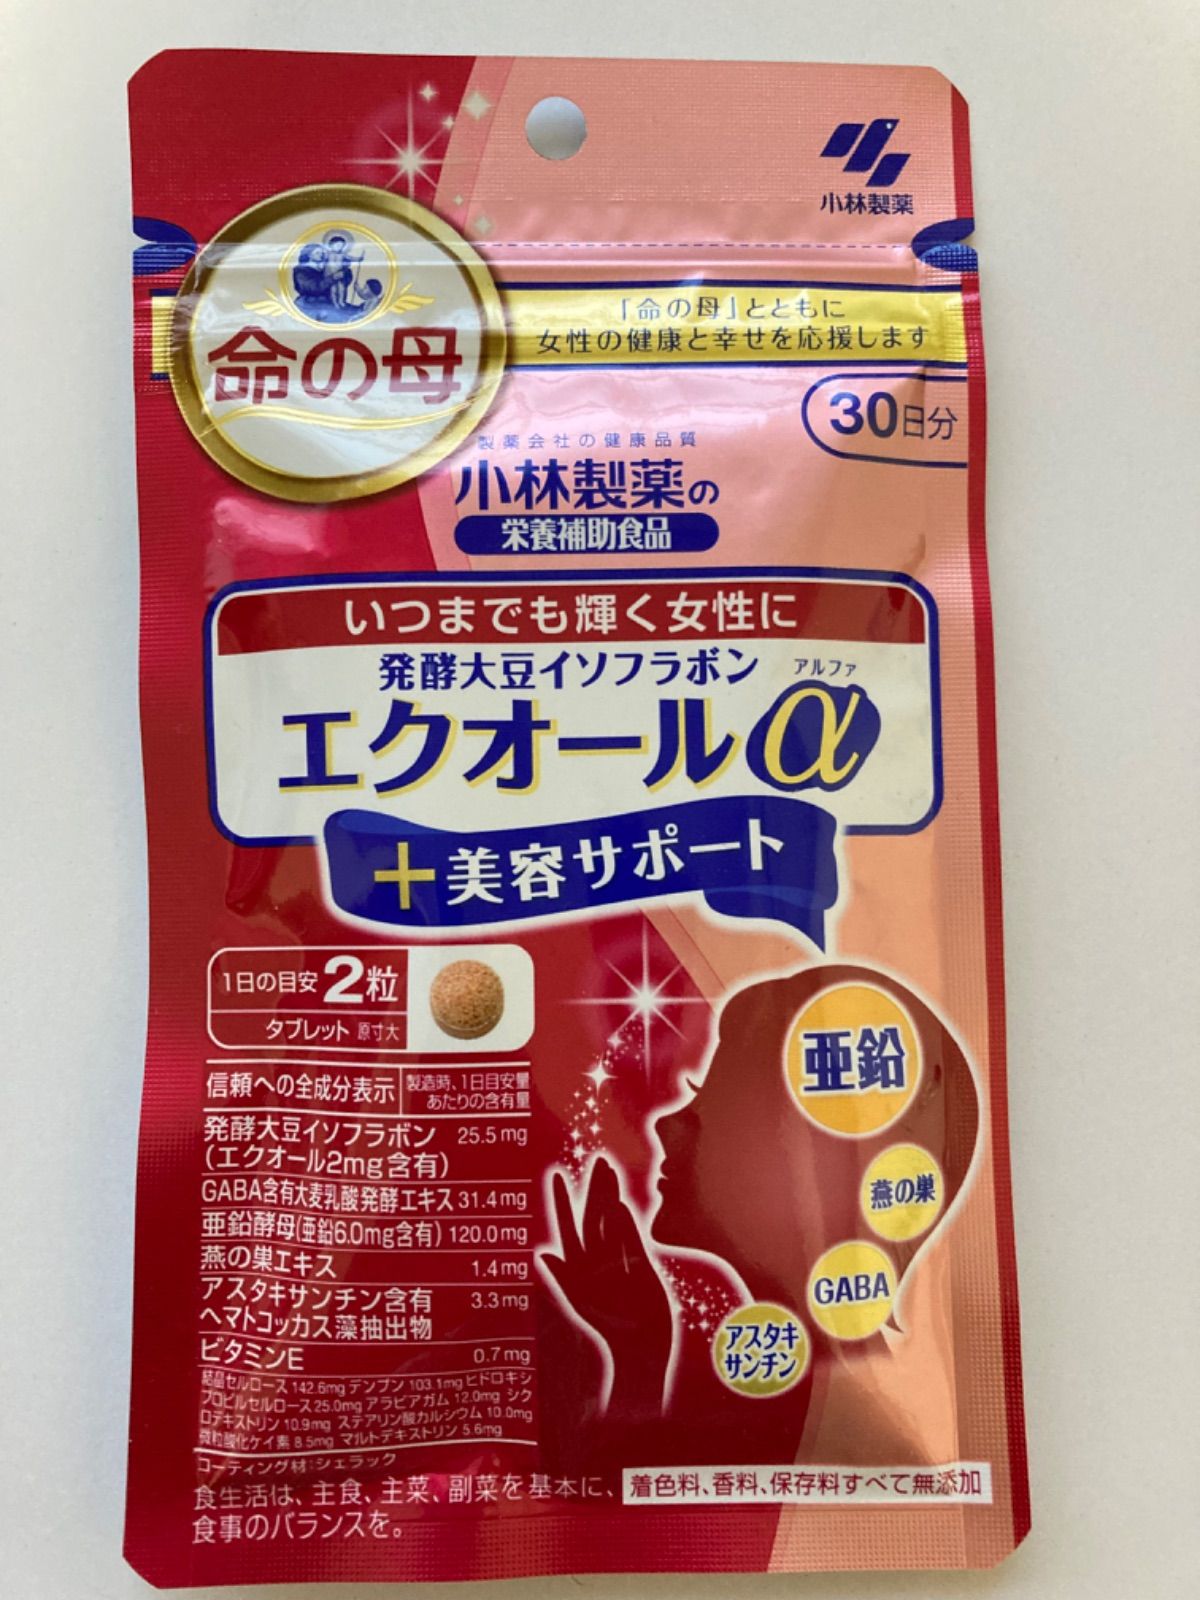 小林製薬
命の母
「命の母」とともに
女性の健康と幸せを応援します
30日分
製薬会社の健康品質
小林製薬の
栄養補助食品
いつまでも輝く女性に
発酵大豆イソフラボン
アルファ
エクオールα
+美容サポート
1日の目安 2粒
タブレット 原寸大
信頼への全成分表示 製造時、1日目安量
あたりの含有量
発酵大豆イソフラボン 25.5mg
(エクオール2mg含有)
GABA含有大麦乳酸発酵エキス 31.4mg
亜鉛酵母(亜鉛6.0mg含有) 120.0mg
燕の巣エキス 1.4mg
アスタキサンチン含有 3.3mg
ヘマトコッカス藻抽出物
ビタミンE 0.7mg
結晶セルロース 142.6mg デンプン 103.1mg ヒドロキシ
プロピルセルロース 25.0mg アラビアガム 12.0mg シク
ロデキストリン 10.9mg ステアリン酸カルシウム 10.0mg
微粒酸化ケイ素 8.5mg マルトデキストリン 5.6mg
コーティング材:シェラック
亜鉛
燕の巣
GABA
アスタキ
サンチン
食生活は、主食、主菜、副菜を基本に、
食事のバランスを。
着色料、香料、保存料すべて無添加